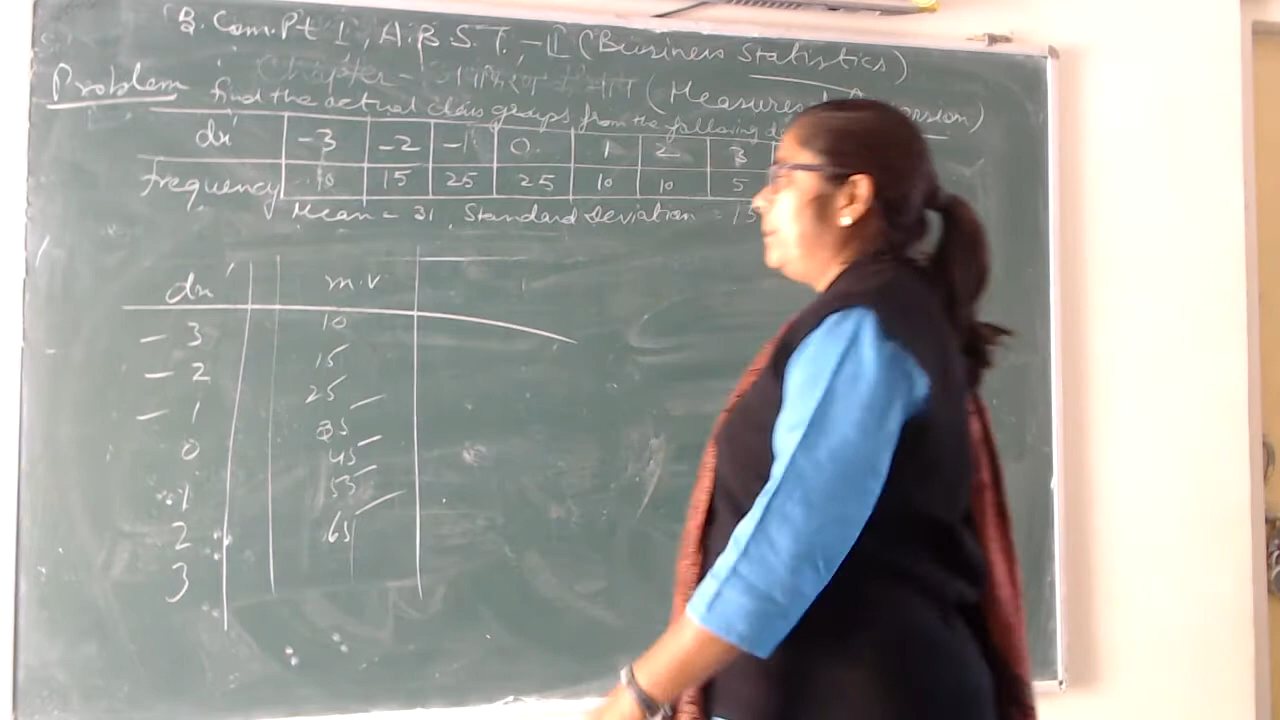 B.Com.Pt I, A.B.S.T. - II (Business Statistics)
Chapter - (Measures
Problem find the actual class groups from the following
dx' -3 -2 -1 0 1 2 3
frequency 10 15 25 25 10 10 5
Mean = 31, Standard Deviation = 15
dx' m.v
-3 10
-2 15
-1 25
0 35
1 45
2 55
3 65